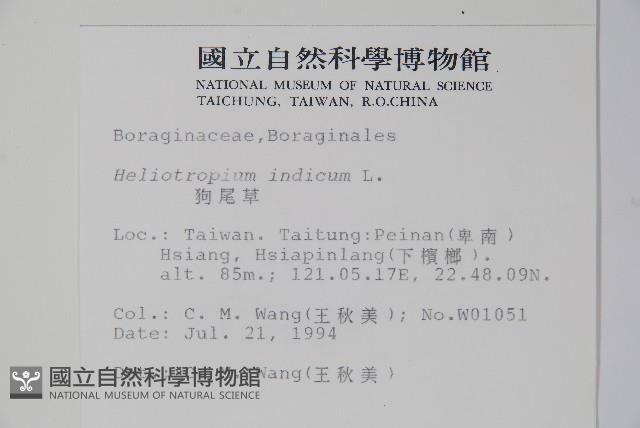 國立自然科學博物館
NATIONAL MUSEUM OF NATURAL SCIENCE
TAICHUNG, TAIWAN, R.O.CHINA
Boraginaceae,Boraginales
Heliotropium indicum L.
狗尾草
Loc.: Taiwan. Taitung:Peinan(卑南)
Hsiang, Hsiapinlang(下檳榔).
alt. 85m.; 121.05.17E, 22.48.09N.
Col.: C. M. Wang(王秋美); No.W01051
Date: Jul. 21, 1994
Wang(王秋美)
國立自然科學博物館
NATIONAL MUSEUM OF NATURAL SCIENCE